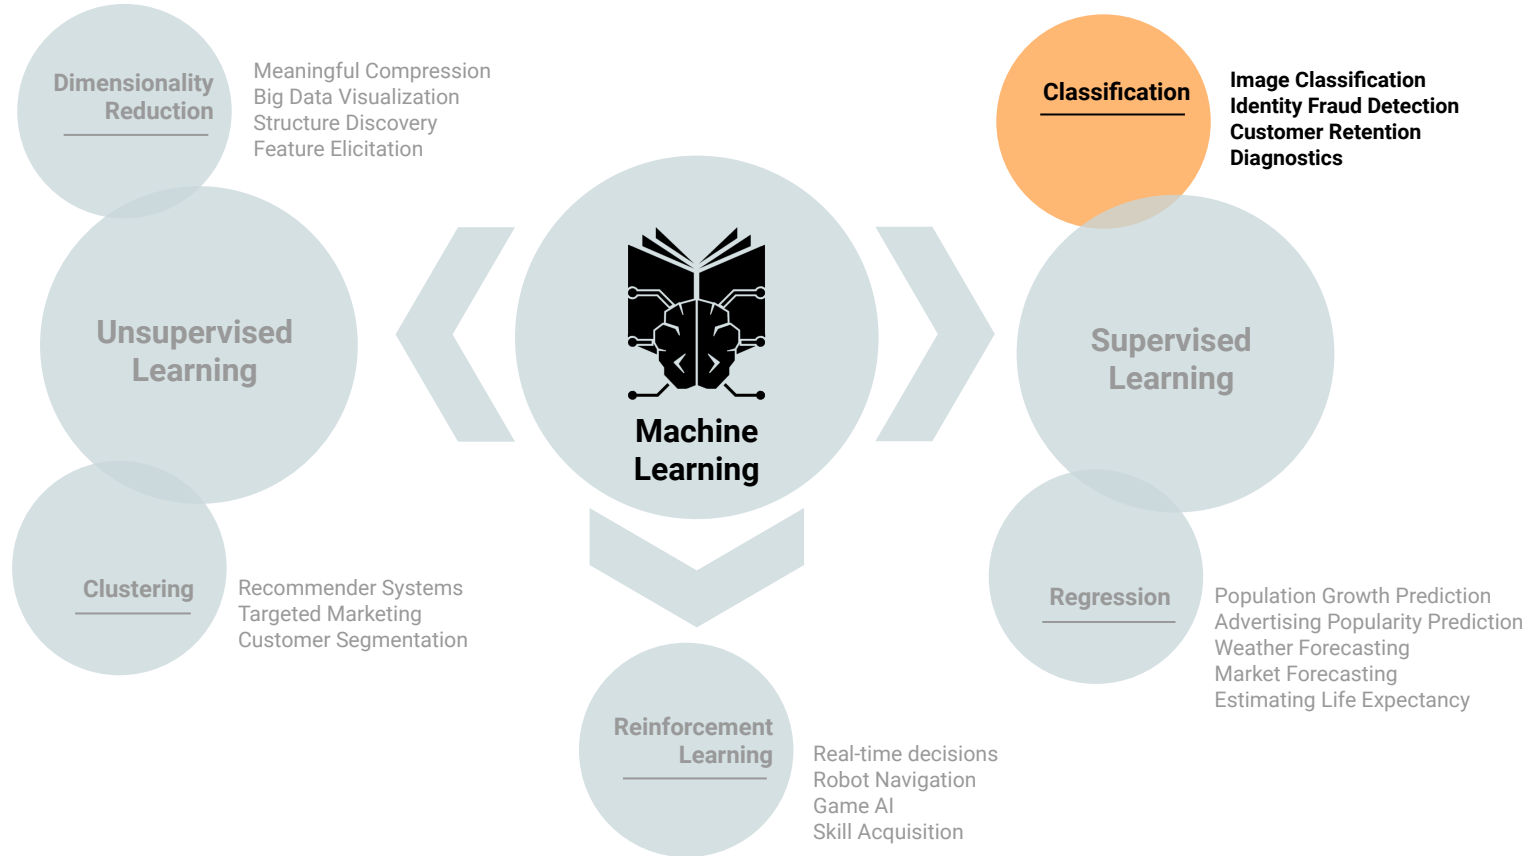 Dimensionality
Reduction
Meaningful Compression
Big Data Visualization
Structure Discovery
Feature Elicitation
Classification
Image Classification
Identity Fraud Detection
Customer Retention
Diagnostics
Unsupervised
Learning
Machine
Learning
Supervised
Learning
Clustering
Recommender Systems
Targeted Marketing
Customer Segmentation
Regression
Population Growth Prediction
Advertising Popularity Prediction
Weather Forecasting
Market Forecasting
Estimating Life Expectancy
Reinforcement
Learning
Real-time decisions
Robot Navigation
Game AI
Skill Acquisition